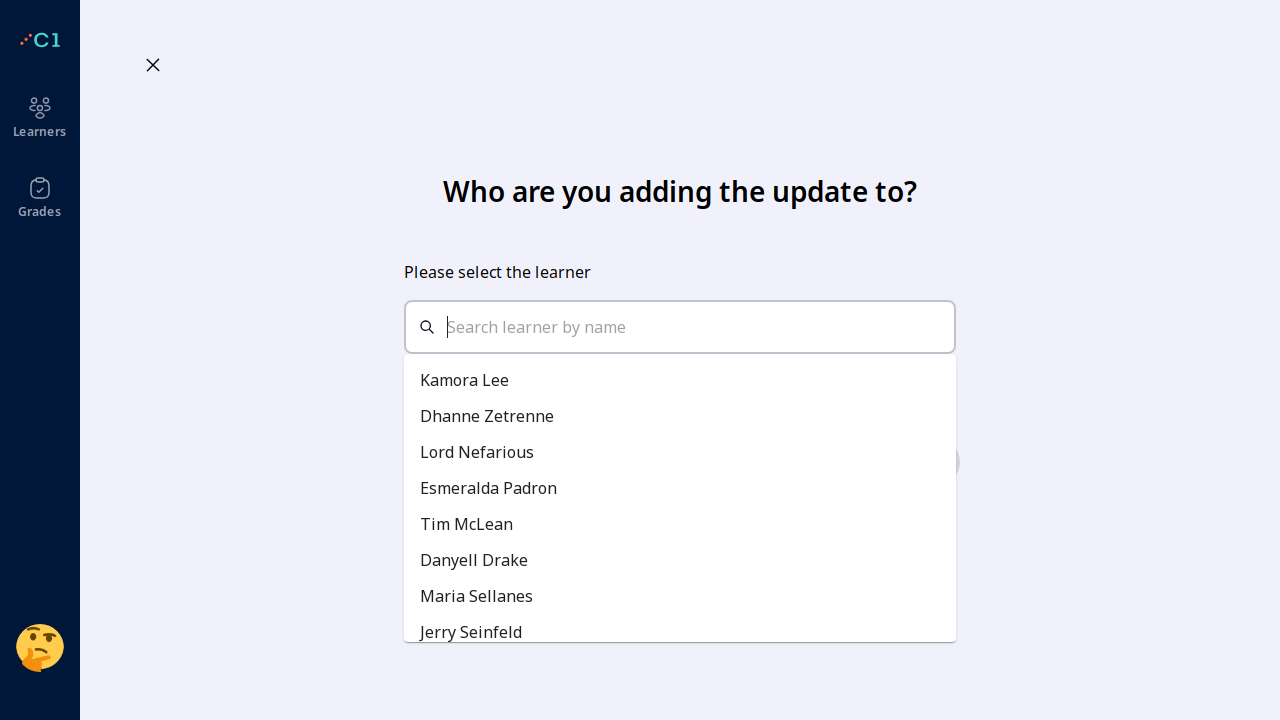 C1
Learners
Grades
Who are you adding the update to?
Please select the learner
Search learner by name
Kamora Lee
Dhanne Zetrenne
Lord Nefarious
Esmeralda Padron
Tim McLean
Danyell Drake
Maria Sellanes
Jerry Seinfeld